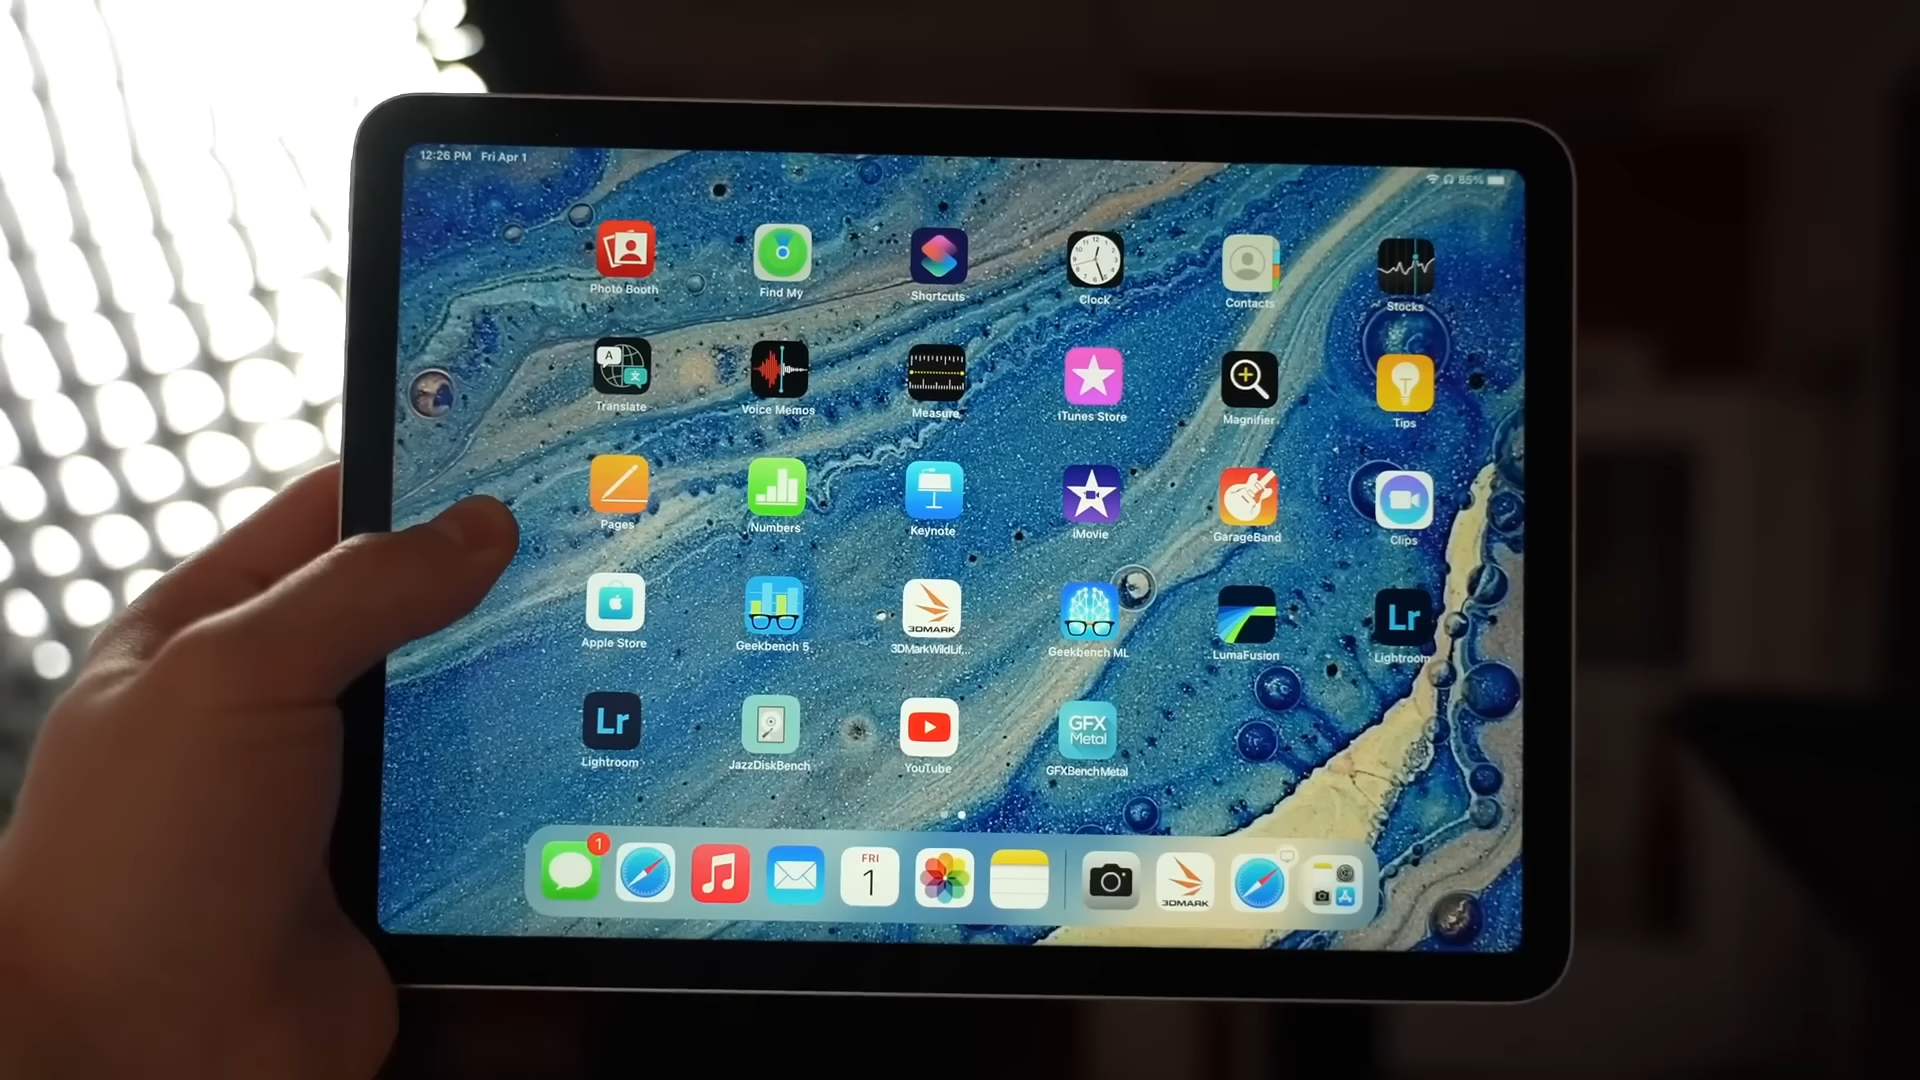 12:26 PM Fri Apr 1
85%
Photo Booth
Find My
Shortcuts
Clock
Contacts
Stocks
A
文
Translate
Voice Memos
Measure
iTunes Store
Magnifier
Tips
Pages
Numbers
Keynote
iMovie
GarageBand
Clips
3DMARK
Lr
Apple Store
Geekbench 5
3DMarkWildLif...
Geekbench ML
LumaFusion
Lightroom
Lr
GFX
Metal
Lightroom
JazzDiskBench
YouTube
GFXBenchMetal
1
FRI
1
3DMARK